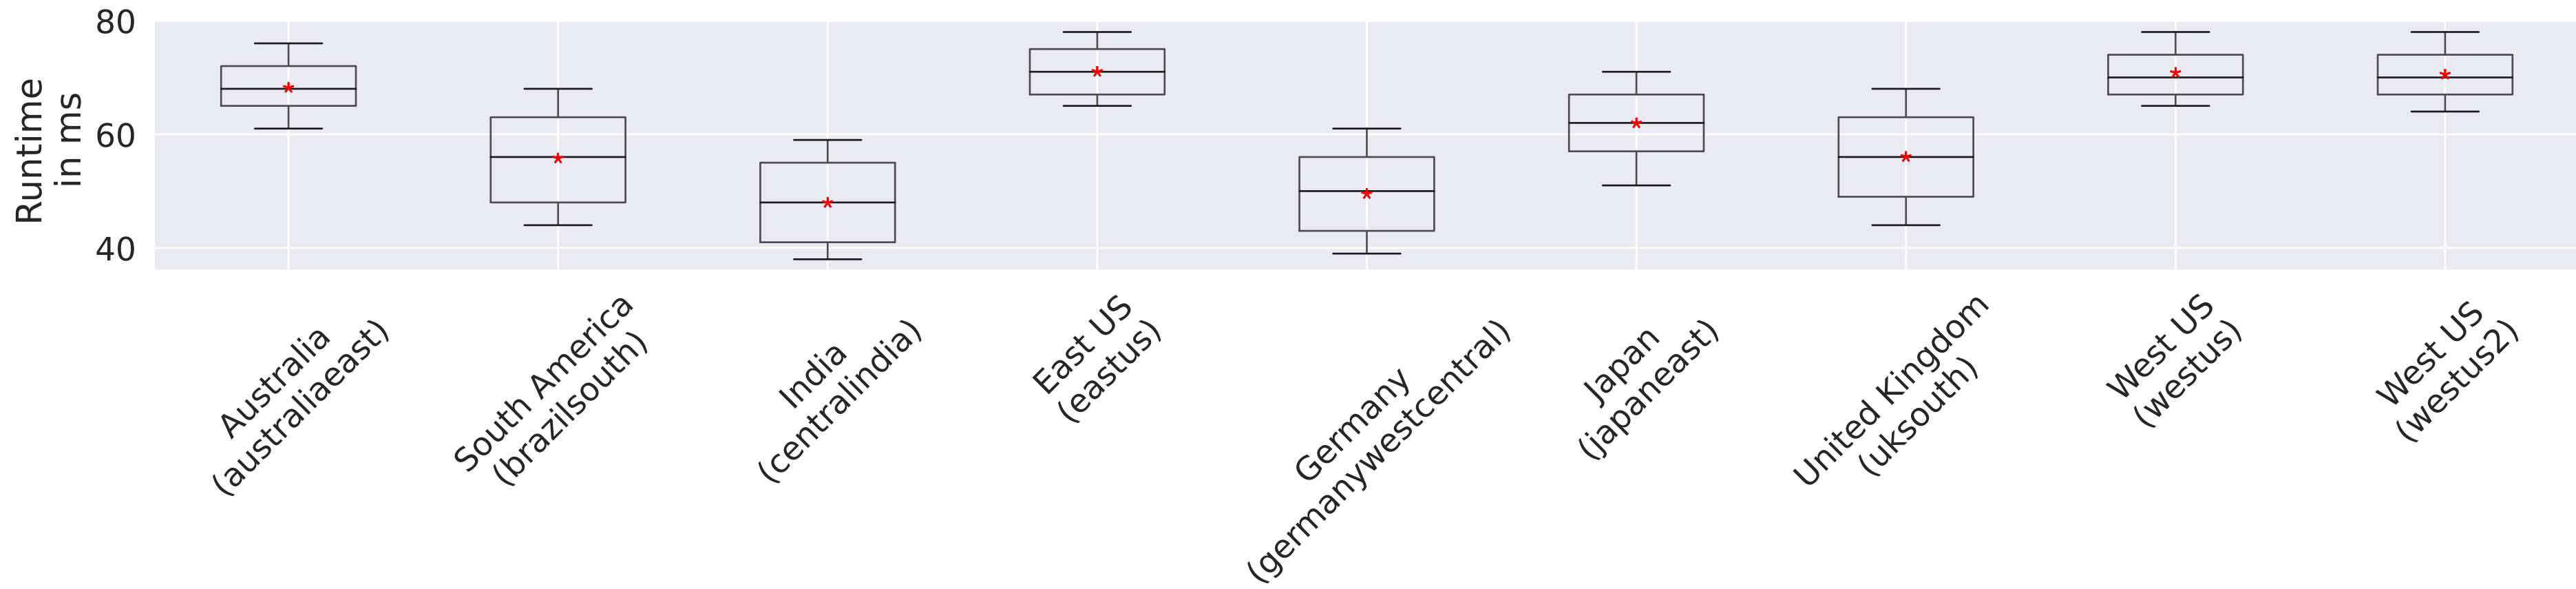 Runtime
in ms
80
60
40
Australia
(australiaeast)
South America
(brazilsouth)
India
(centralindia)
East US
(eastus)
Germany
(germanywestcentral)
Japan
(japaneast)
United Kingdom
(uksouth)
West US
(westus)
West US
(westus2)